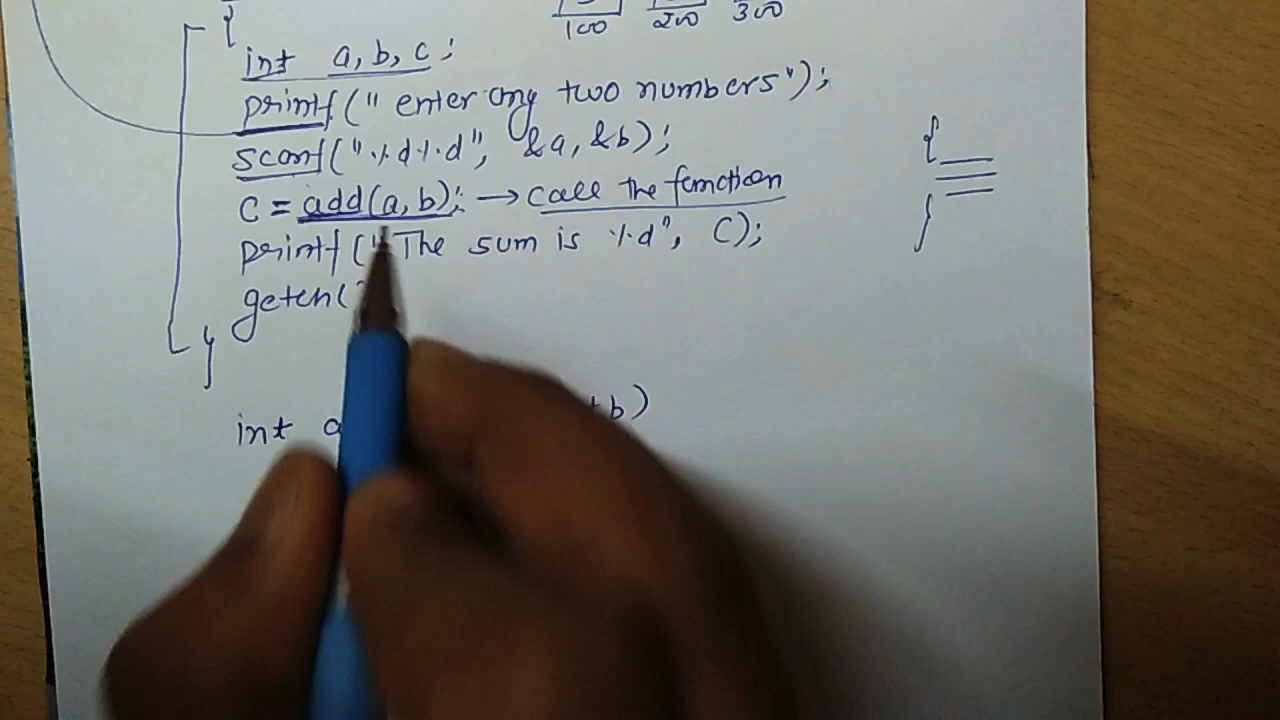 100 200 300
{
int a, b, c;
printf(" enter any two numbers");
scanf("%d%d", &a, &b);
c = add(a, b); → call the function
printf(" The sum is %d", c);
getch(
}
int a b)
{
}